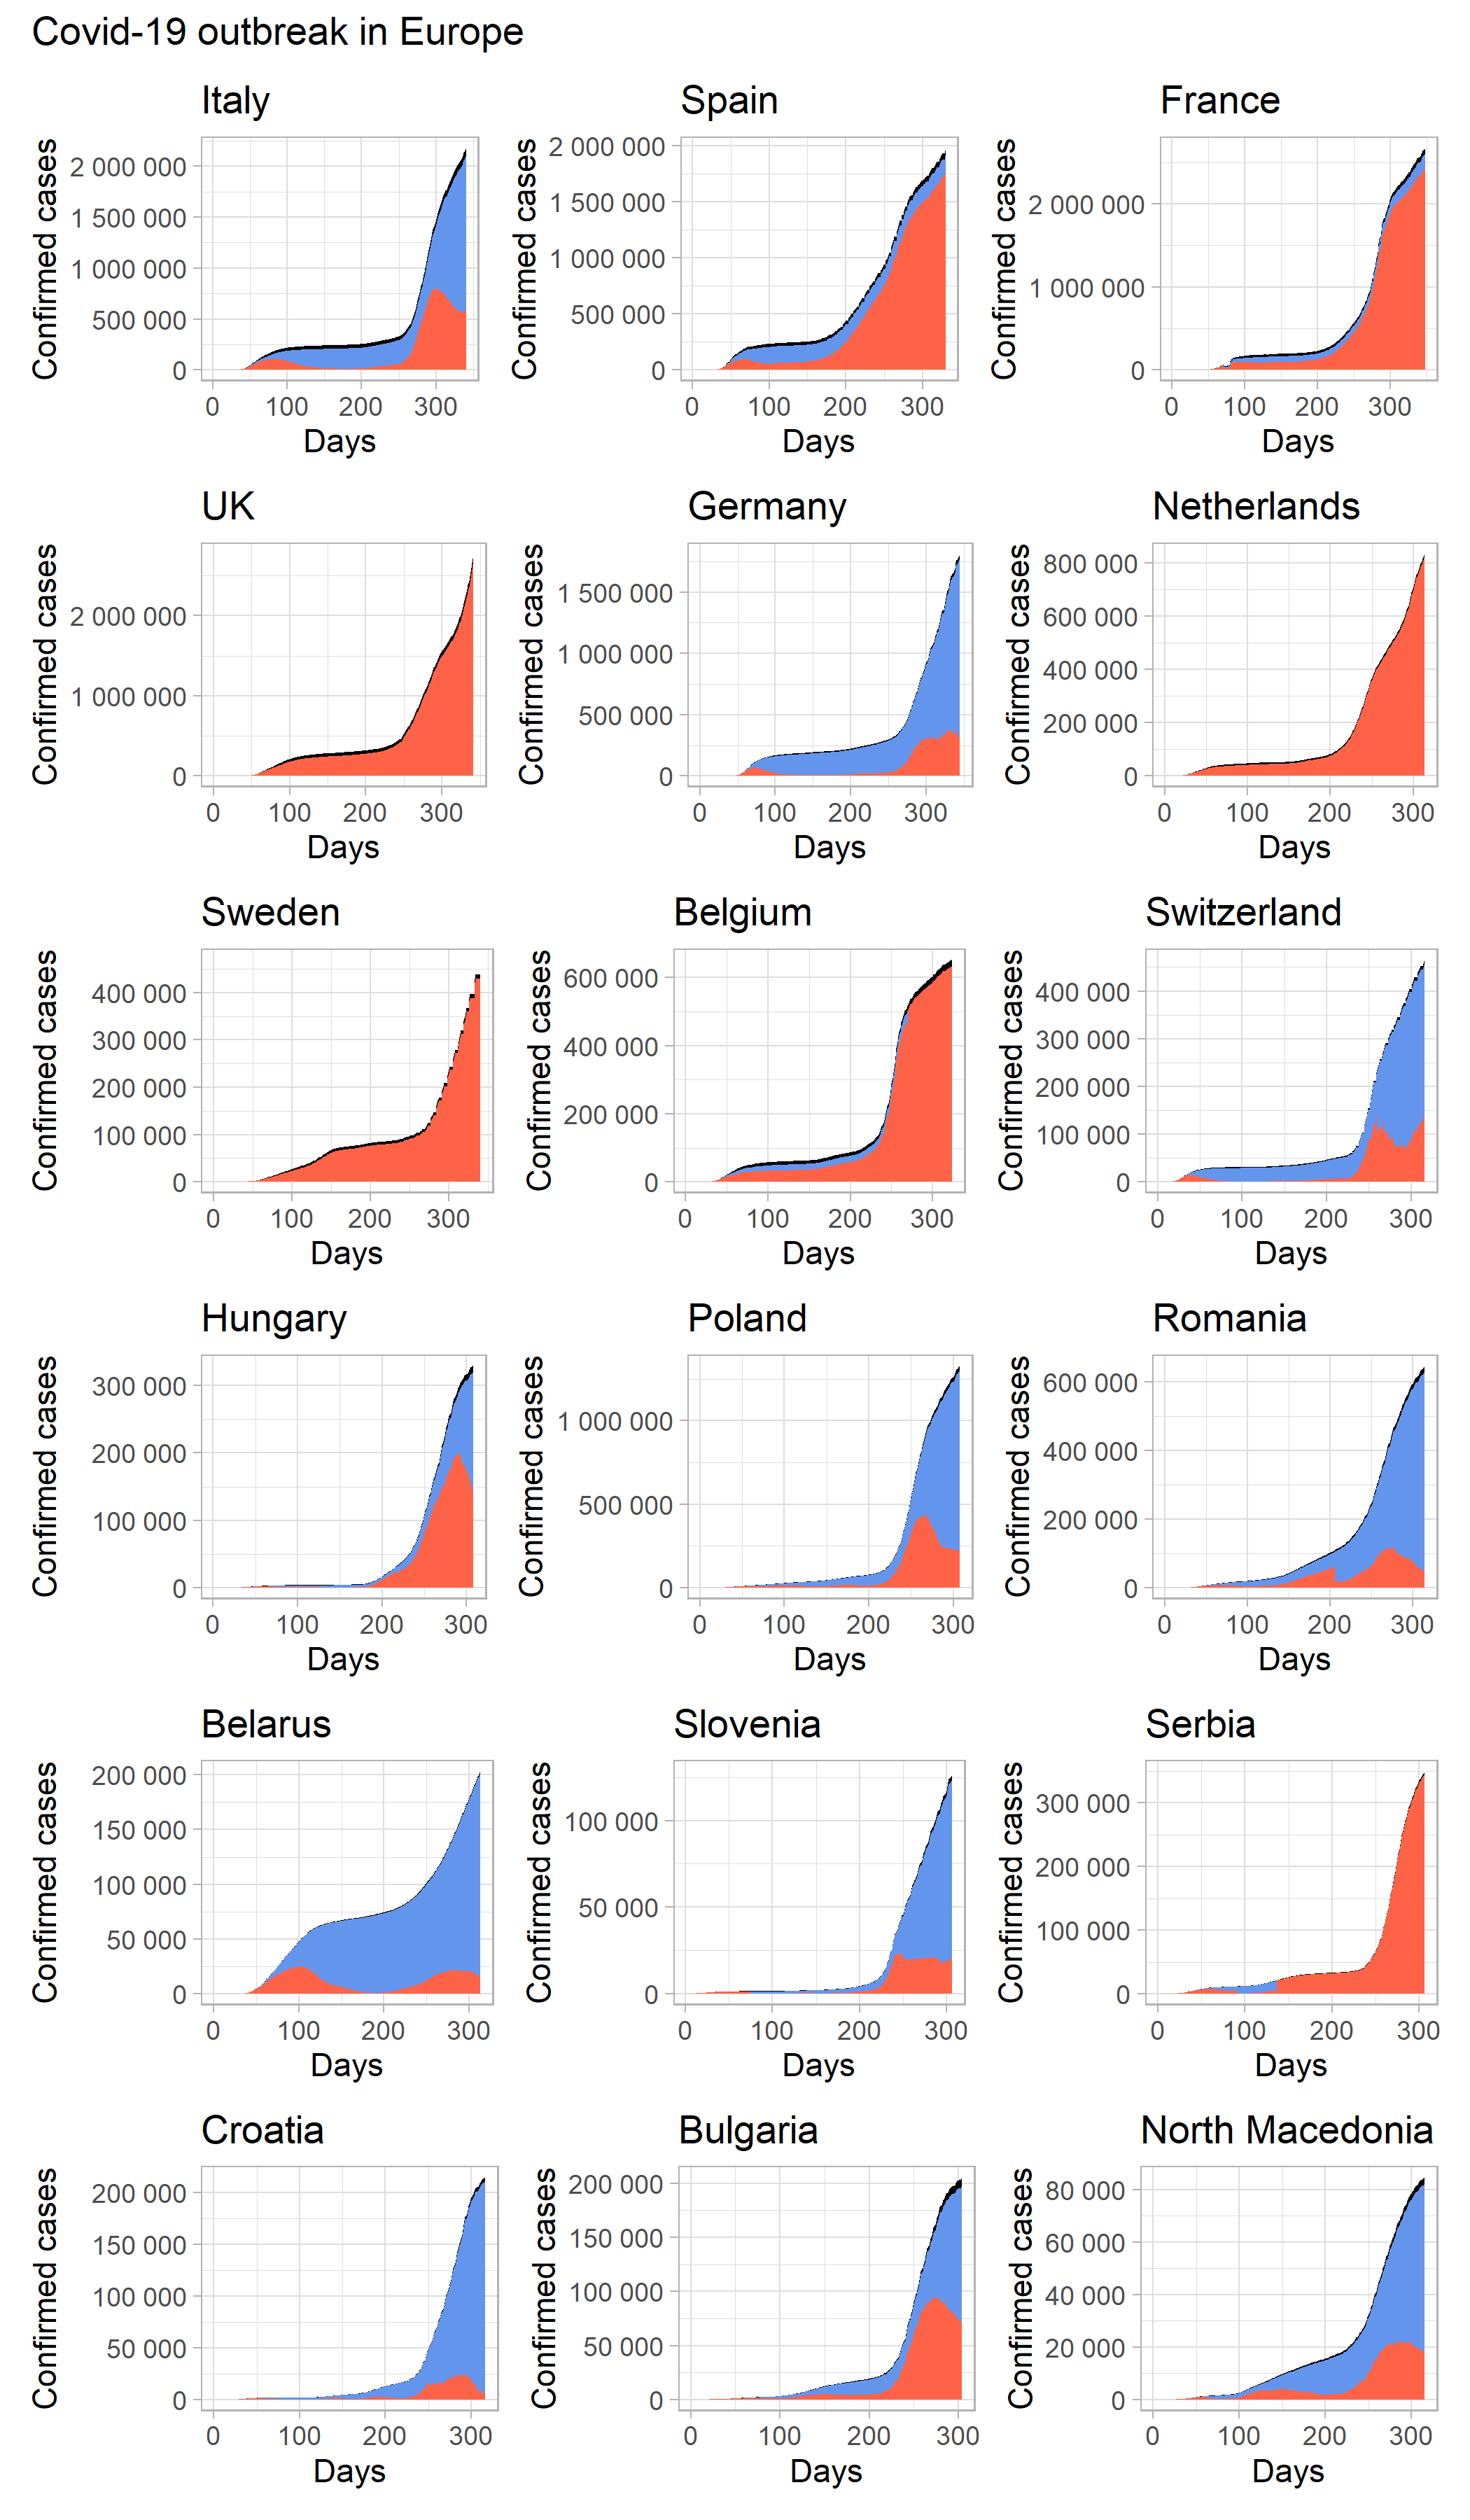 Covid-19 outbreak in Europe
Italy
Confirmed cases
2 000 000
1 500 000
1 000 000
500 000
0
0 100 200 300
Days
Spain
Confirmed cases
2 000 000
1 500 000
1 000 000
500 000
0
0 100 200 300
Days
France
Confirmed cases
2 000 000
1 000 000
0
0 100 200 300
Days
UK
Confirmed cases
2 000 000
1 000 000
0
0 100 200 300
Days
Germany
Confirmed cases
1 500 000
1 000 000
500 000
0
0 100 200 300
Days
Netherlands
Confirmed cases
800 000
600 000
400 000
200 000
0
0 100 200 300
Days
Sweden
Confirmed cases
400 000
300 000
200 000
100 000
0
0 100 200 300
Days
Belgium
Confirmed cases
600 000
400 000
200 000
0
0 100 200 300
Days
Switzerland
Confirmed cases
400 000
300 000
200 000
100 000
0
0 100 200 300
Days
Hungary
Confirmed cases
300 000
200 000
100 000
0
0 100 200 300
Days
Poland
Confirmed cases
1 000 000
500 000
0
0 100 200 300
Days
Romania
Confirmed cases
600 000
400 000
200 000
0
0 100 200 300
Days
Belarus
Confirmed cases
200 000
150 000
100 000
50 000
0
0 100 200 300
Days
Slovenia
Confirmed cases
100 000
50 000
0
0 100 200 300
Days
Serbia
Confirmed cases
300 000
200 000
100 000
0
0 100 200 300
Days
Croatia
Confirmed cases
200 000
150 000
100 000
50 000
0
0 100 200 300
Days
Bulgaria
Confirmed cases
200 000
150 000
100 000
50 000
0
0 100 200 300
Days
North Macedonia
Confirmed cases
80 000
60 000
40 000
20 000
0
0 100 200 300
Days